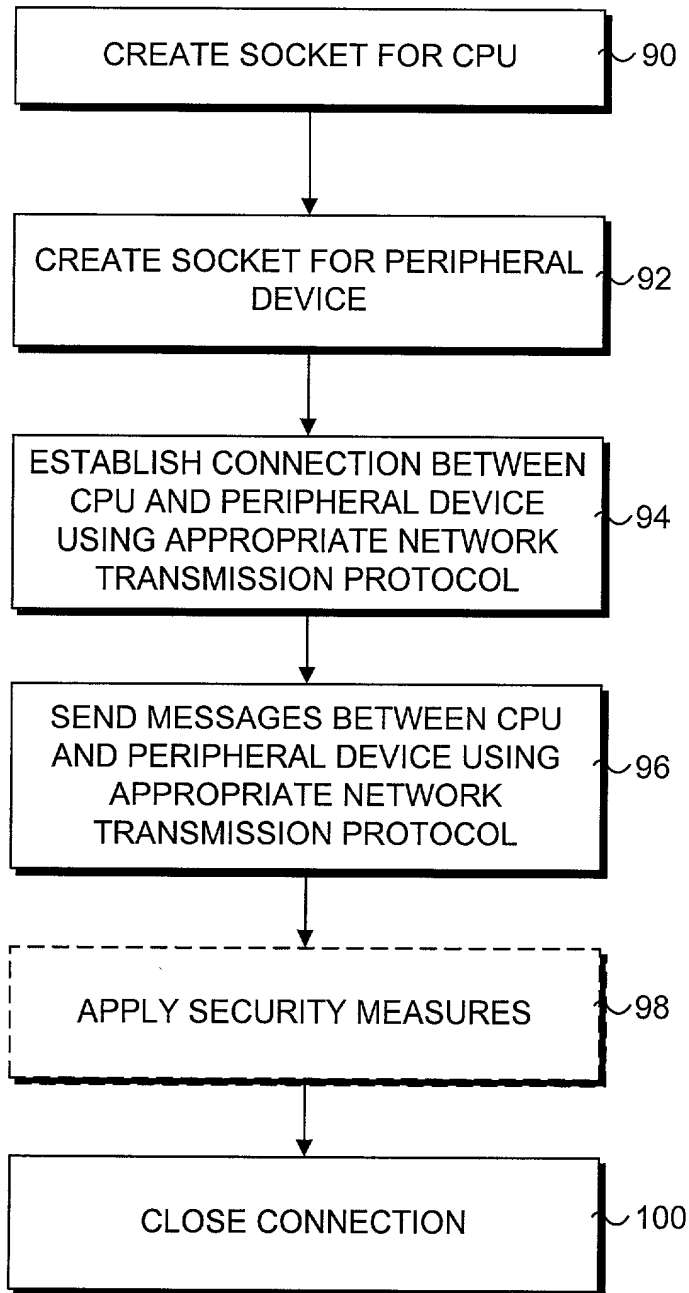 CREATE SOCKET FOR CPU
90
CREATE SOCKET FOR PERIPHERAL
DEVICE
92
ESTABLISH CONNECTION BETWEEN
CPU AND PERIPHERAL DEVICE
USING APPROPRIATE NETWORK
TRANSMISSION PROTOCOL
94
SEND MESSAGES BETWEEN CPU
AND PERIPHERAL DEVICE USING
APPROPRIATE NETWORK
TRANSMISSION PROTOCOL
96
APPLY SECURITY MEASURES
98
CLOSE CONNECTION
100